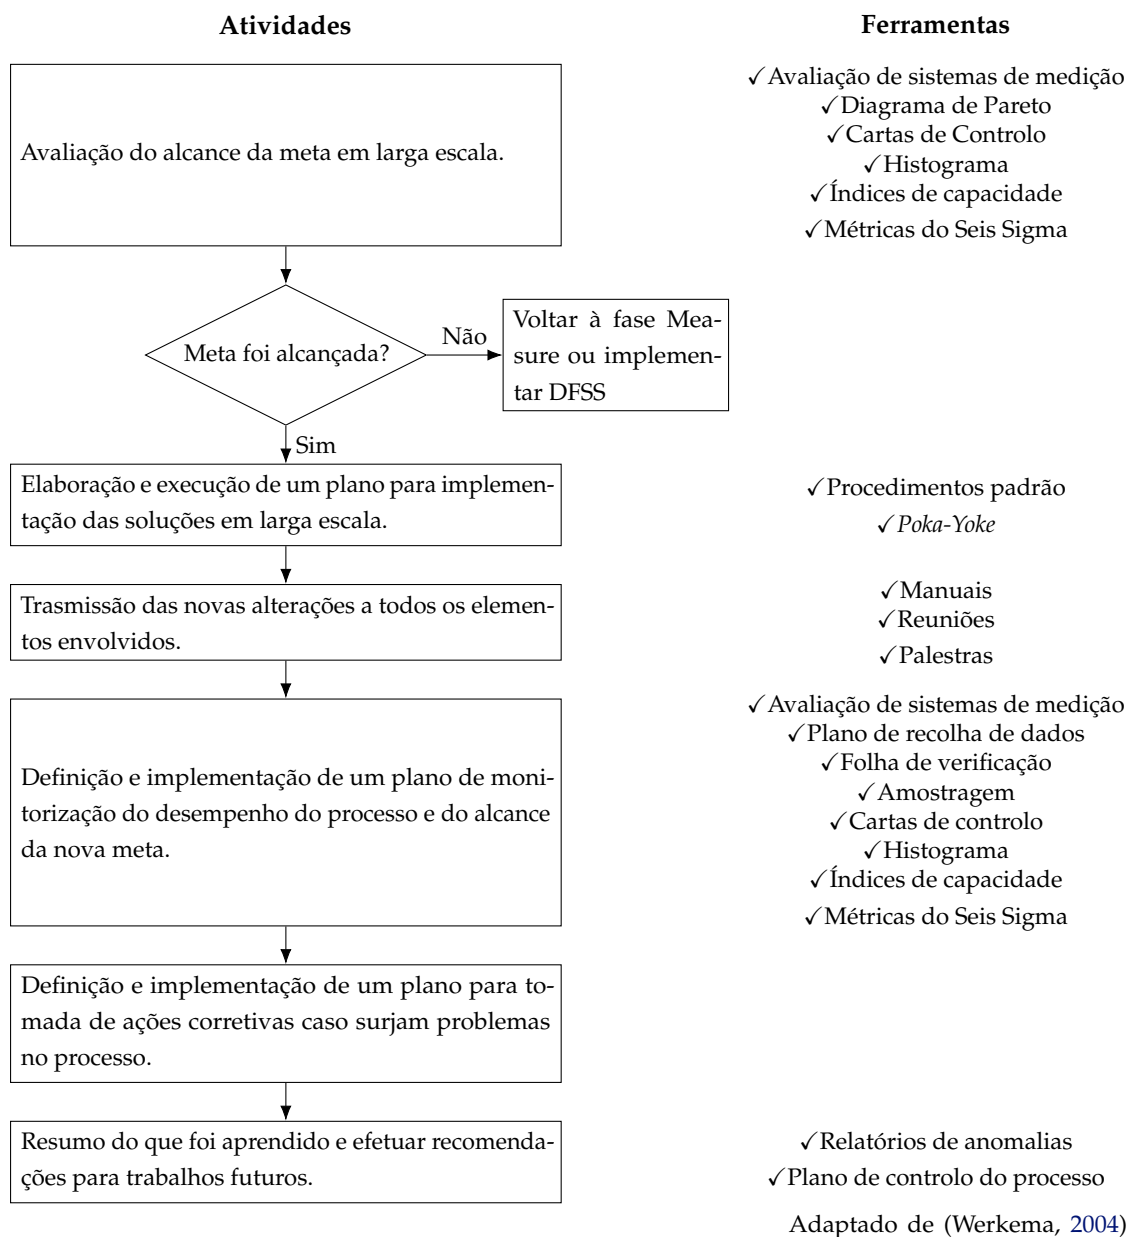 Atividades
Ferramentas
Avaliação do alcance da meta em larga escala.
✓Avaliação de sistemas de medição
✓Diagrama de Pareto
✓Cartas de Controlo
✓Histograma
✓Índices de capacidade
✓Métricas do Seis Sigma
Meta foi alcançada?
Não
Voltar à fase Mea-
sure ou implemen-
tar DFSS
Sim
Elaboração e execução de um plano para implemen-
tação das soluções em larga escala.
✓Procedimentos padrão
✓Poka-Yoke
Trasmissão das novas alterações a todos os elemen-
tos envolvidos.
✓Manuais
✓Reuniões
✓Palestras
Definição e implementação de um plano de moni-
torização do desempenho do processo e do alcance
da nova meta.
✓Avaliação de sistemas de medição
✓Plano de recolha de dados
✓Folha de verificação
✓Amostragem
✓Cartas de controlo
✓Histograma
✓Índices de capacidade
✓Métricas do Seis Sigma
Definição e implementação de um plano para to-
mada de ações corretivas caso surjam problemas
no processo.
Resumo do que foi aprendido e efetuar recomenda-
ções para trabalhos futuros.
✓Relatórios de anomalias
✓Plano de controlo do processo
Adaptado de (Werkema, 2004)